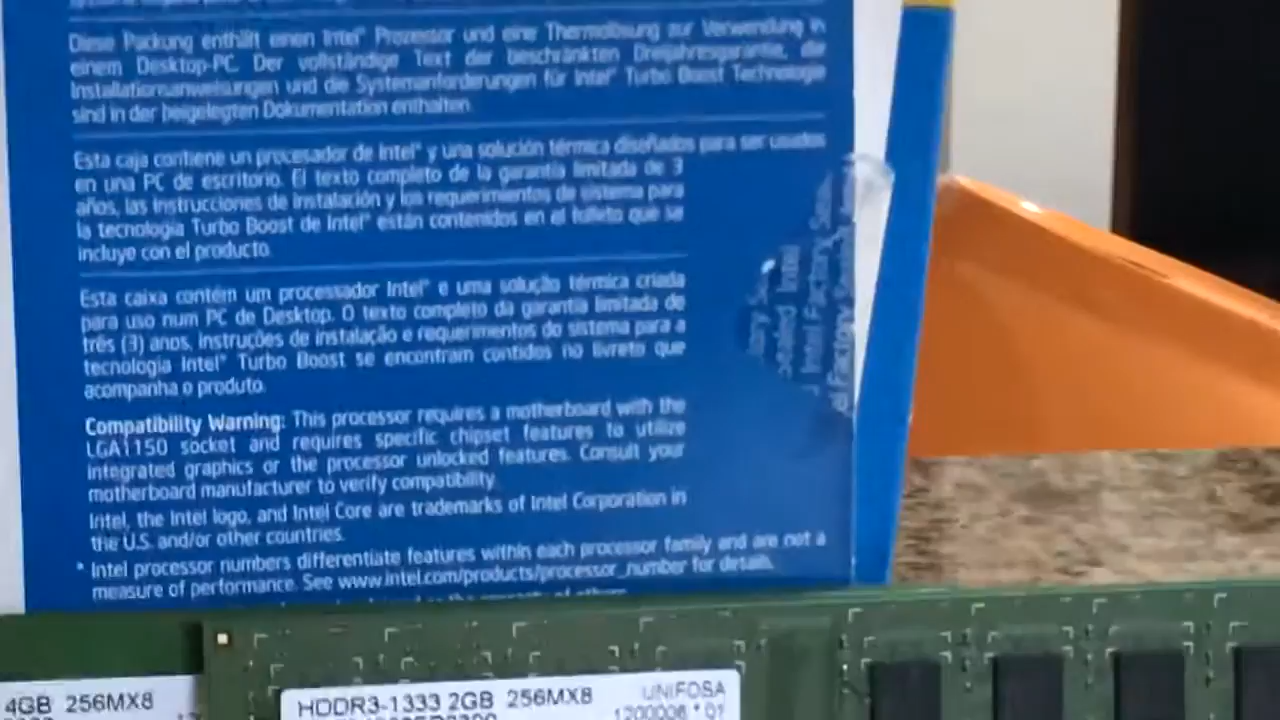 Diese Packung enthält einen Intel® Prozessor und eine Thermolösung zur Verwendung in
einem Desktop-PC. Der vollständige Text der beschränkten Dreijahresgarantie, die
Installationsanweisungen und die Systemanforderungen für Intel® Turbo Boost Technologie
sind in der beigelegten Dokumentation enthalten.
Esta caja contiene un procesador de Intel® y una solución térmica diseñados para ser usados
en una PC de escritorio. El texto completo de la garantía limitada de 3
años, las instrucciones de instalación y los requerimientos de sistema para
la tecnología Turbo Boost de Intel® están contenidos en el folleto que se
incluye con el producto.
Esta caixa contém um processador Intel® e uma solução térmica criada
para uso num PC de Desktop. O texto completo da garantia limitada de
três (3) anos, instruções de instalação e requerimentos do sistema para a
tecnologia Intel® Turbo Boost se encontram contidos no livreto que
acompanha o produto.
Compatibility Warning: This processor requires a motherboard with the
LGA1150 socket and requires specific chipset features to utilize
integrated graphics or the processor unlocked features. Consult your
motherboard manufacturer to verify compatibility.
Intel, the Intel logo, and Intel Core are trademarks of Intel Corporation in
the U.S. and/or other countries.
* Intel processor numbers differentiate features within each processor family and are not a
measure of performance. See www.intel.com/products/processor_number for details.
Intel
Intel Factory
Factory
4GB 256MX8
HDDR3-1333 2GB 256MX8 UNIFOSA